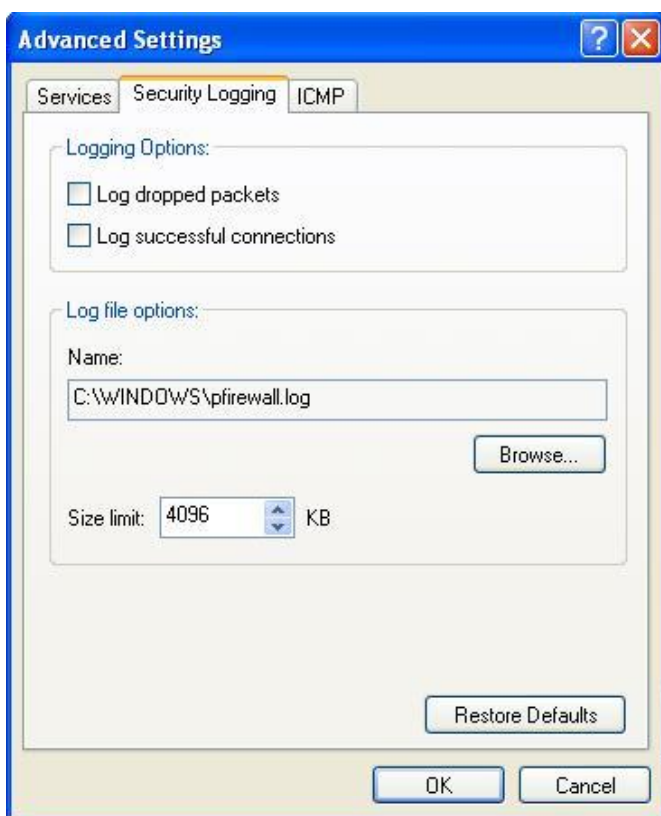 Advanced Settings
Services Security Logging ICMP
Logging Options:
Log dropped packets
Log successful connections
Log file options:
Name:
C:\WINDOWS\pfirewall.log
Browse...
Size limit: 4096 KB
Restore Defaults
OK Cancel